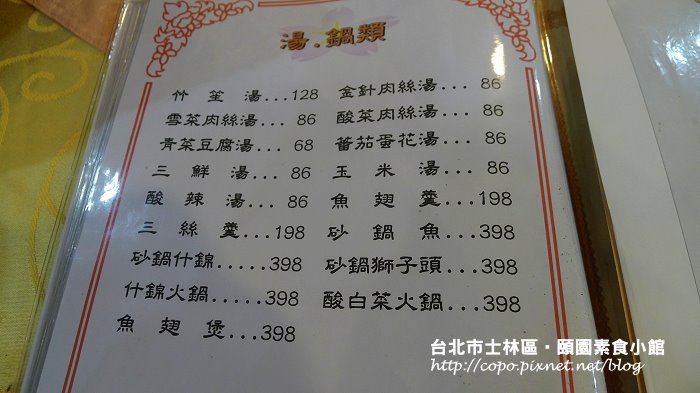 湯.鍋類
竹笙湯...128 金針肉絲湯... 86
雪菜肉絲湯... 86 酸菜肉絲湯... 86
青菜豆腐湯... 68 蕃茄蛋花湯... 86
三鮮湯... 86 玉米湯... 86
酸辣湯... 86 魚翅羹...198
三絲羹...198 砂鍋魚...398
砂鍋什錦.....398 砂鍋獅子頭...398
什錦火鍋.....398 酸白菜火鍋...398
魚翅煲...398
台北市士林區‧頤園素食小館
http://copo.pixnet.net/blog